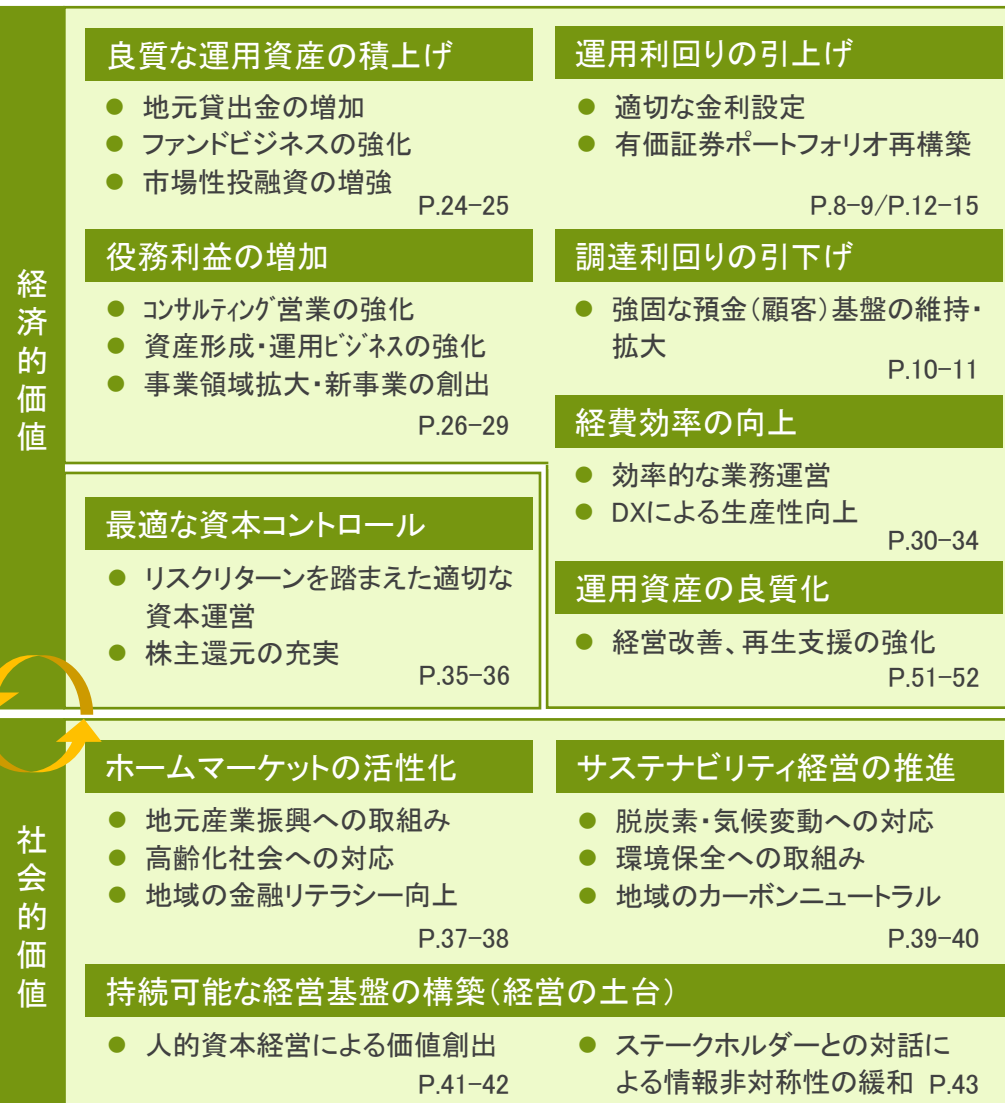 経済的価値
良質な運用資産の積上げ
● 地元貸出金の増加
● ファンドビジネスの強化
● 市場性投融資の増強
P.24-25
運用利回りの引上げ
● 適切な金利設定
● 有価証券ポートフォリオ再構築
P.8-9/P.12-15
役務利益の増加
● ｺﾝｻﾙﾃｨﾝｸﾞ営業の強化
● 資産形成・運用ﾋﾞｼﾞﾈｽの強化
● 事業領域拡大・新事業の創出
P.26-29
調達利回りの引下げ
● 強固な預金（顧客）基盤の維持・
拡大
P.10-11
経費効率の向上
● 効率的な業務運営
● DXによる生産性向上
P.30-34
最適な資本コントロール
● リスクリターンを踏まえた適切な
資本運営
● 株主還元の充実
P.35-36
運用資産の良質化
● 経営改善、再生支援の強化
P.51-52
社会的価値
ホームマーケットの活性化
● 地元産業振興への取組み
● 高齢化社会への対応
● 地域の金融リテラシー向上
P.37-38
サステナビリティ経営の推進
● 脱炭素・気候変動への対応
● 環境保全への取組み
● 地域のカーボンニュートラル
P.39-40
持続可能な経営基盤の構築（経営の土台）
● 人的資本経営による価値創出
P.41-42
● ステークホルダーとの対話に
よる情報非対称性の緩和 P.43